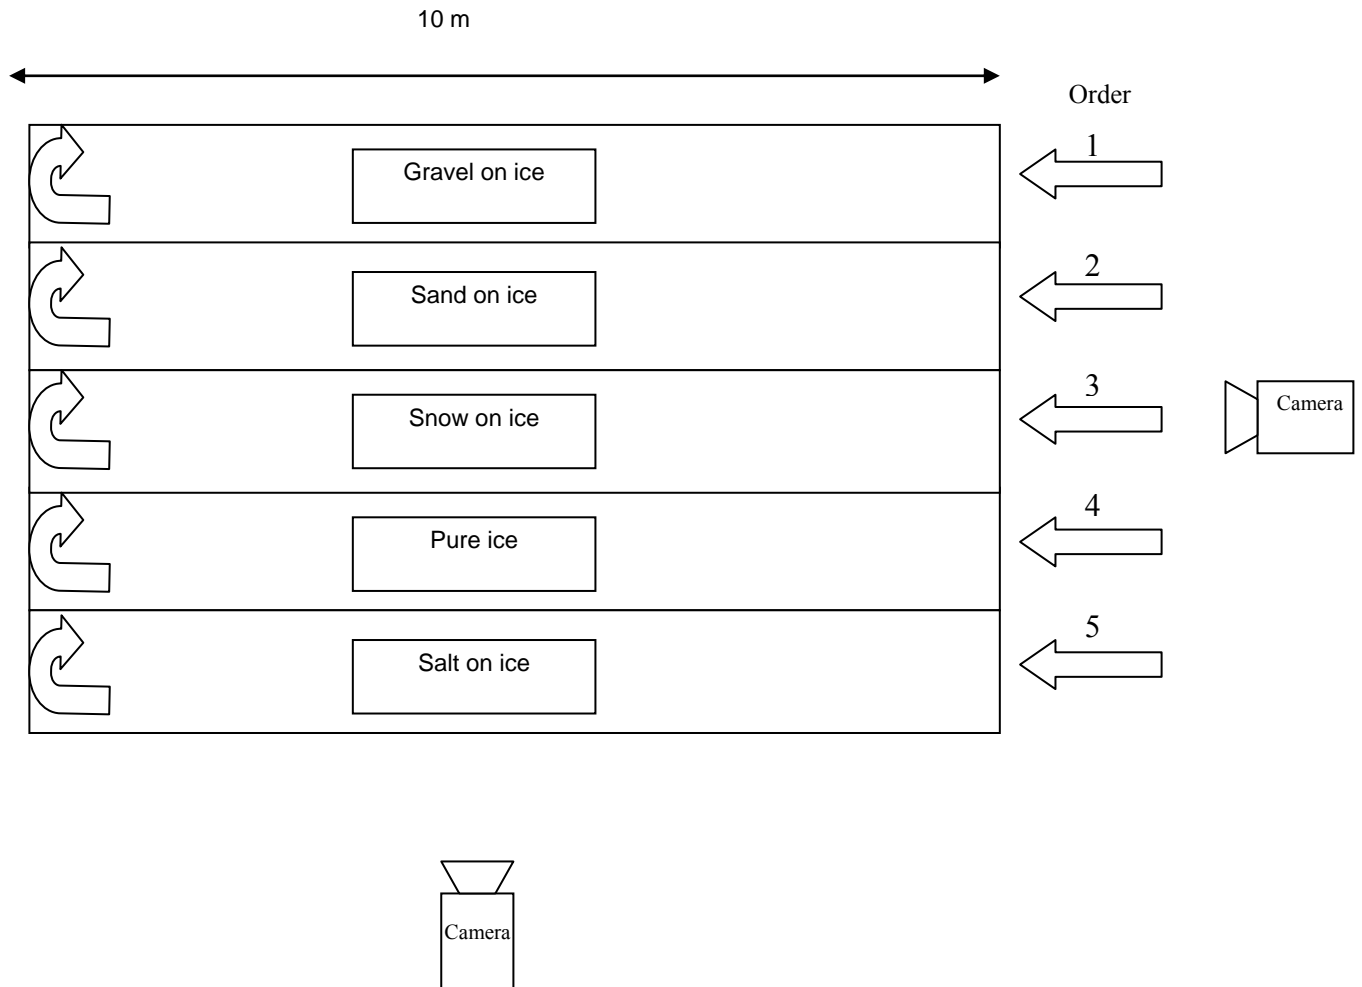 10 m
Order
1
Gravel on ice
2
Sand on ice
3
Snow on ice
Camera
4
Pure ice
5
Salt on ice
Camera